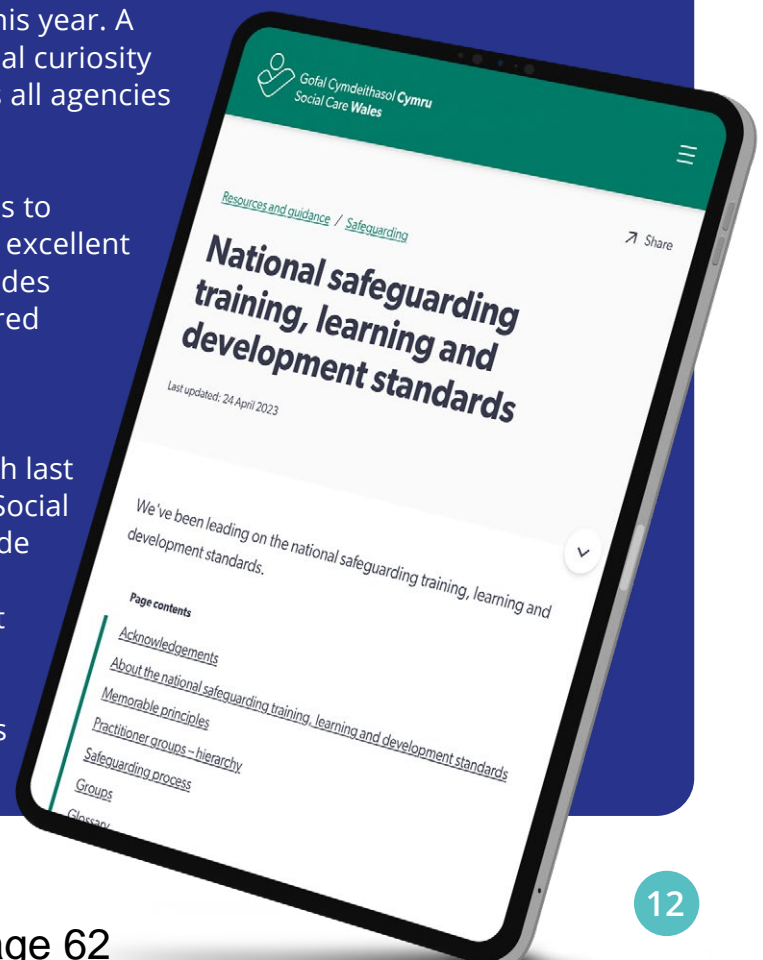 his year. A
al curiosity
s all agencies
s to
excellent
des
red
h last
Social
de
t
s
Gofal Cymdeithasol Cymru
Social Care Wales
Resources and guidance / Safeguarding
Share
National safeguarding
training, learning and
development standards
Last updated: 24 April 2023
We've been leading on the national safeguarding training, learning and
development standards.
Page contents
Acknowledgements
About the national safeguarding training, learning and development standards
Memorable principles
Practitioner groups – hierarchy
Safeguarding process
Groups
Glossary
12
age 62